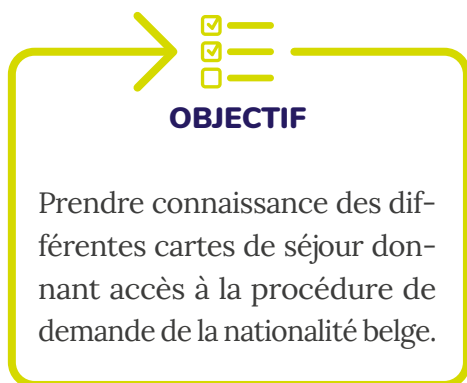 OBJECTIF
Prendre connaissance des dif-
férentes cartes de séjour don-
nant accès à la procédure de
demande de la nationalité belge.